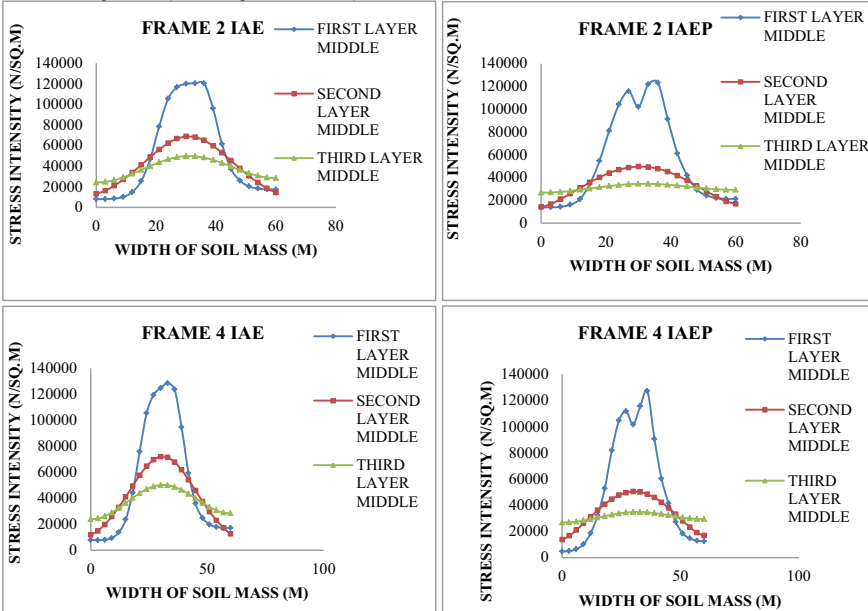 FRAME 2 IAE
STRESS INTENSITY (N/SQ.M)
140000
120000
100000
80000
60000
40000
20000
0
0
20
40
60
80
WIDTH OF SOIL MASS (M)
FIRST LAYER
MIDDLE
SECOND
LAYER
MIDDLE
THIRD LAYER
MIDDLE
FRAME 2 IAEP
STRESS INTENSITY (N/SQ.M)
140000
120000
100000
80000
60000
40000
20000
0
0
20
40
60
80
WIDTH OF SOIL MASS (M)
FIRST LAYER
MIDDLE
SECOND
LAYER
MIDDLE
THIRD LAYER
MIDDLE
FRAME 4 IAE
STRESS INTENSITY (N/SQ.M)
140000
120000
100000
80000
60000
40000
20000
0
0
50
100
WIDTH OF SOIL MASS (M)
FIRST
LAYER
MIDDLE
SECOND
LAYER
MIDDLE
THIRD
LAYER
MIDDLE
FRAME 4 IAEP
STRESS INTENSITY (N/SQ.M)
140000
120000
100000
80000
60000
40000
20000
0
0
50
100
WIDTH OF SOIL MASS (M)
FIRST
LAYER
MIDDLE
SECOND
LAYER
MIDDLE
THIRD
LAYER
MIDDLE